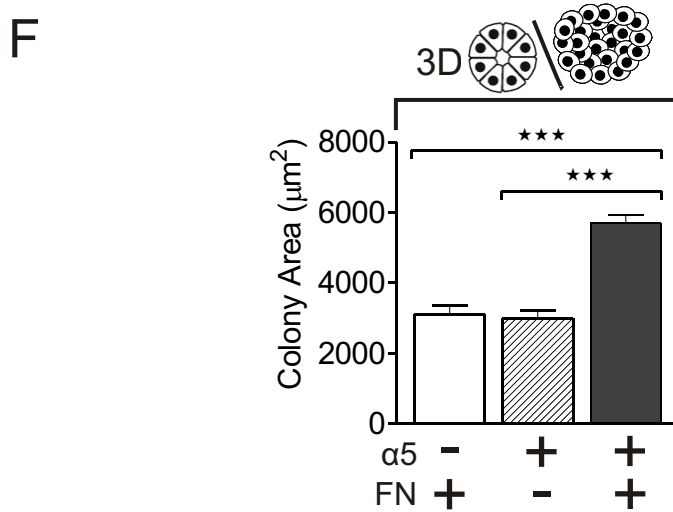 F
3D
Colony Area (μm²)
8000
★★★
★★★
6000
4000
2000
0
α5 - + +
FN + - +